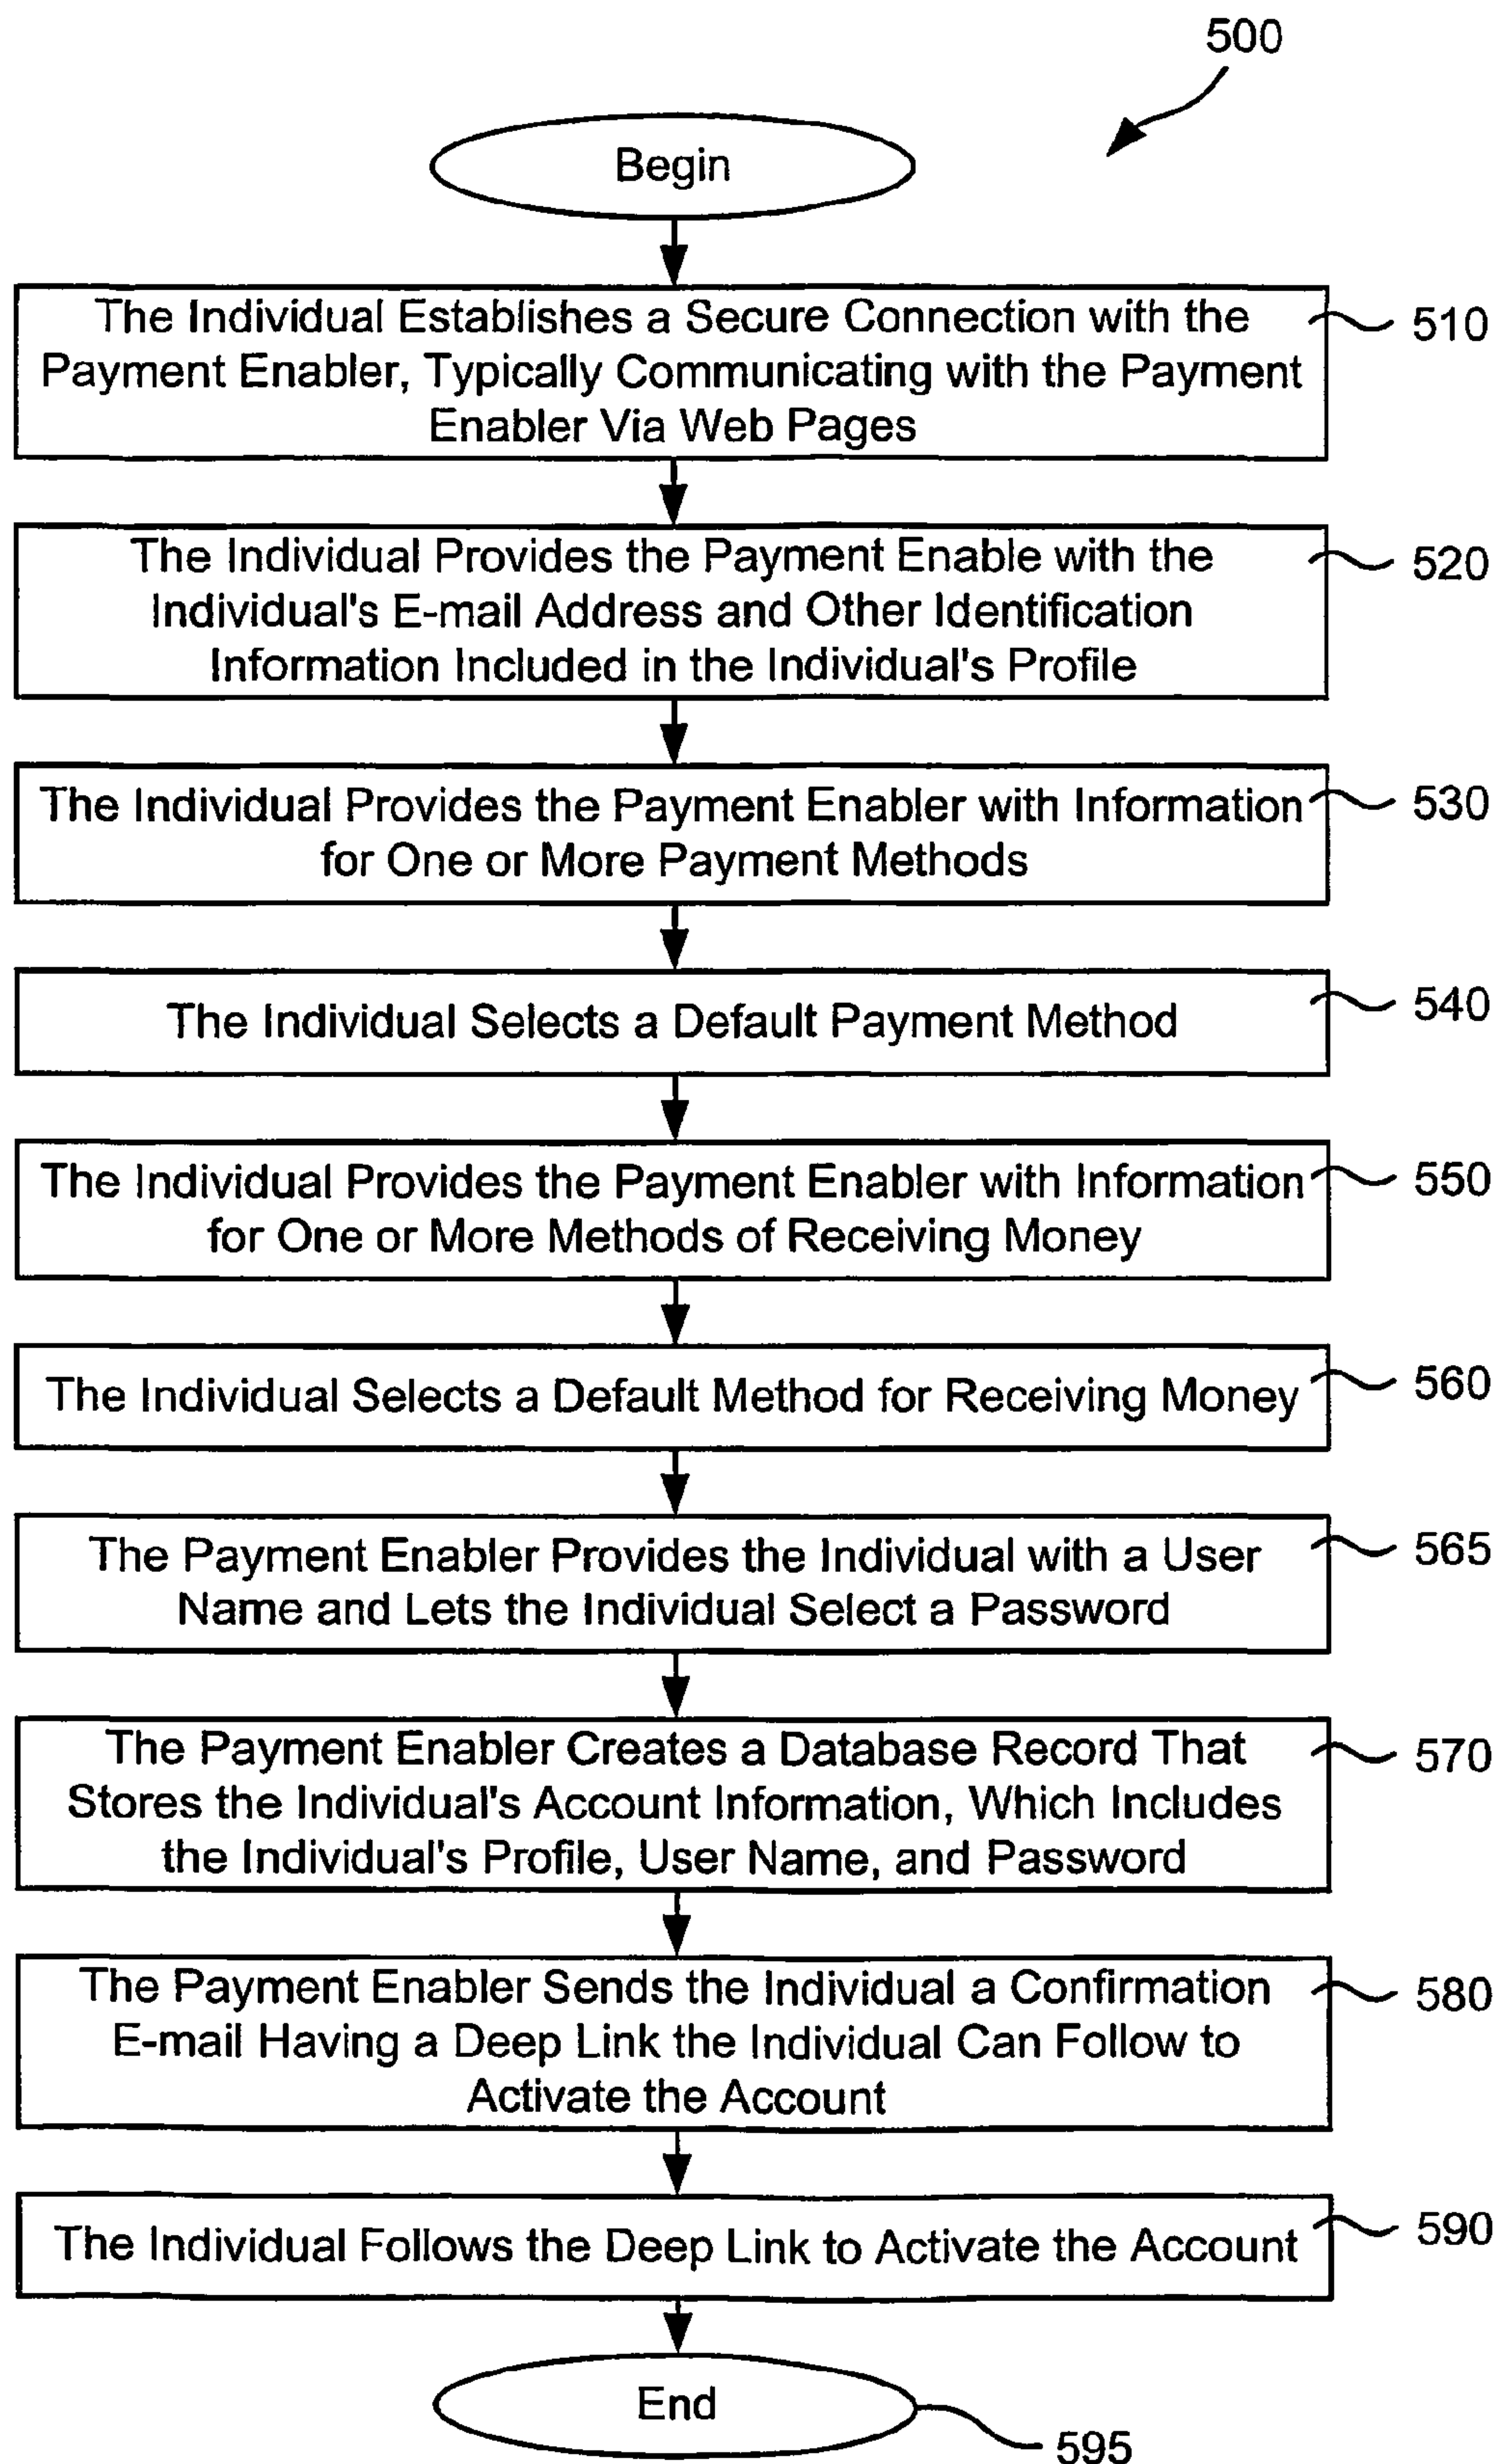 500
Begin
The Individual Establishes a Secure Connection with the
Payment Enabler, Typically Communicating with the Payment
Enabler Via Web Pages
510
The Individual Provides the Payment Enable with the
Individual's E-mail Address and Other Identification
Information Included in the Individual's Profile
520
The Individual Provides the Payment Enabler with Information
for One or More Payment Methods
530
The Individual Selects a Default Payment Method
540
The Individual Provides the Payment Enabler with Information
for One or More Methods of Receiving Money
550
The Individual Selects a Default Method for Receiving Money
560
The Payment Enabler Provides the Individual with a User
Name and Lets the Individual Select a Password
565
The Payment Enabler Creates a Database Record That
Stores the Individual's Account Information, Which Includes
the Individual's Profile, User Name, and Password
570
The Payment Enabler Sends the Individual a Confirmation
E-mail Having a Deep Link the Individual Can Follow to
Activate the Account
580
The Individual Follows the Deep Link to Activate the Account
590
End
595